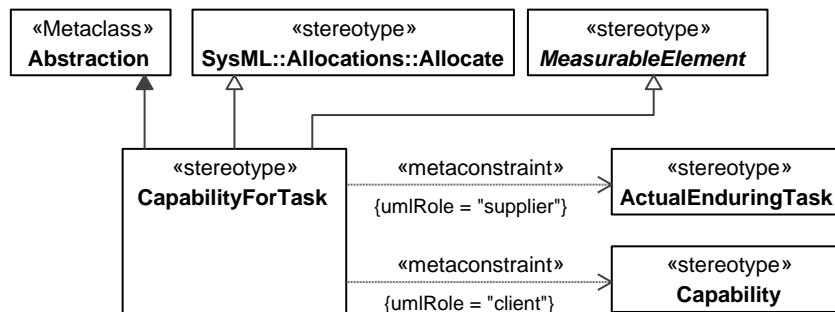 «Metaclass»
Abstraction
«stereotype»
SysML::Allocations::Allocate
«stereotype»
MeasurableElement
«stereotype»
CapabilityForTask
«metaconstraint»
{umlRole = "supplier"}
«stereotype»
ActualEnduringTask
«metaconstraint»
{umlRole = "client"}
«stereotype»
Capability